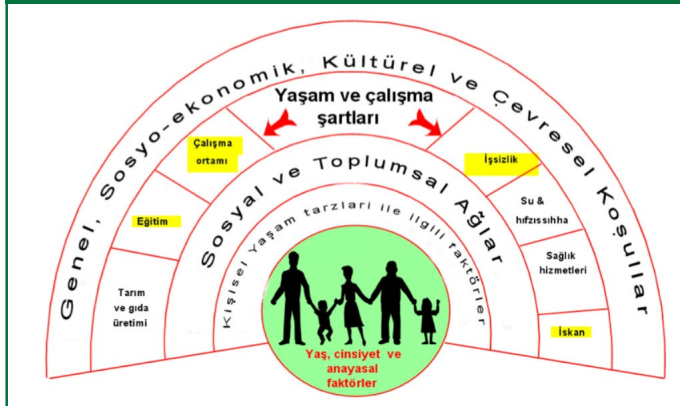 Genel, Sosyo-ekonomik, Kültürel ve Çevresel Koşullar
Yaşam ve çalışma
şartları
Çalışma
ortamı
İşsizlik
Eğitim
Su &
hıfzıssıhha
Tarım
ve gıda
üretimi
Sağlık
hizmetleri
İskan
Sosyal ve Toplumsal Ağlar
Kişisel Yaşam tarzlari ile ilgili faktörler
Yaş, cinsiyet ve
anayasal
faktörler